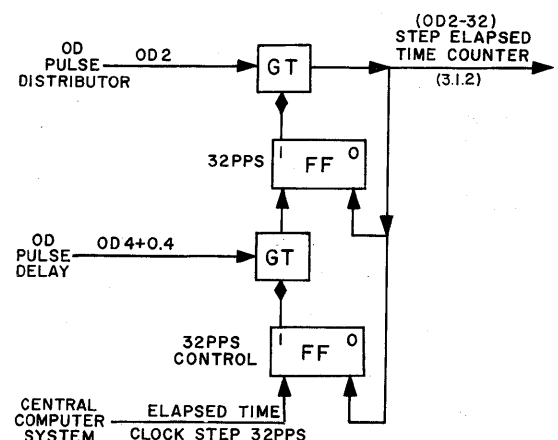 (OD2-32)
STEP ELAPSED
TIME COUNTER
(3.1.2)
OD
PULSE
DISTRIBUTOR
OD2
GT
32PPS
1 FF 0
OD
PULSE
DELAY
OD4+0.4
GT
32PPS
CONTROL
1 FF 0
CENTRAL
COMPUTER
SYSTEM
ELAPSED TIME
CLOCK STEP 32PPS